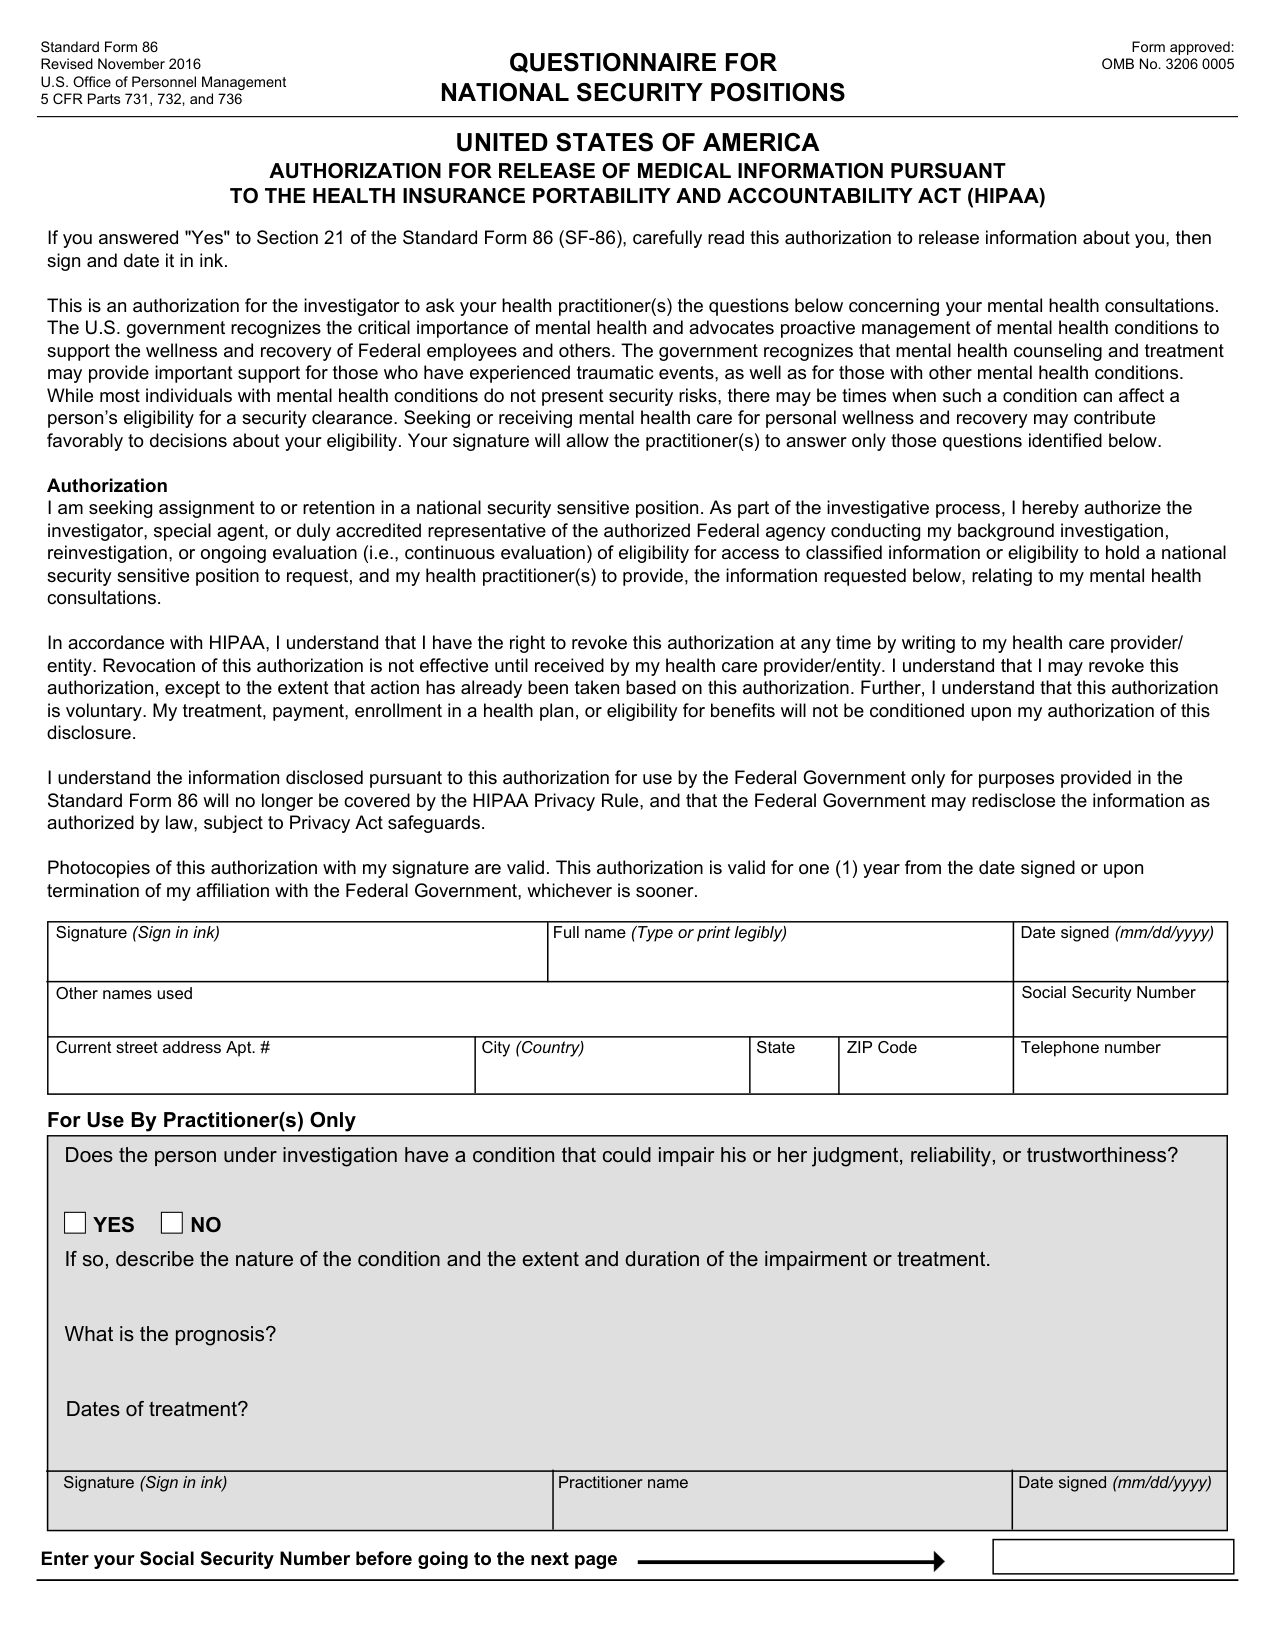 Standard Form 86
Revised November 2016
U.S. Office of Personnel Management
5 CFR Parts 731, 732, and 736
QUESTIONNAIRE FOR
NATIONAL SECURITY POSITIONS
Form approved:
OMB No. 3206 0005
UNITED STATES OF AMERICA
AUTHORIZATION FOR RELEASE OF MEDICAL INFORMATION PURSUANT
TO THE HEALTH INSURANCE PORTABILITY AND ACCOUNTABILITY ACT (HIPAA)
If you answered "Yes" to Section 21 of the Standard Form 86 (SF-86), carefully read this authorization to release information about you, then
sign and date it in ink.
This is an authorization for the investigator to ask your health practitioner(s) the questions below concerning your mental health consultations.
The U.S. government recognizes the critical importance of mental health and advocates proactive management of mental health conditions to
support the wellness and recovery of Federal employees and others. The government recognizes that mental health counseling and treatment
may provide important support for those who have experienced traumatic events, as well as for those with other mental health conditions.
While most individuals with mental health conditions do not present security risks, there may be times when such a condition can affect a
person's eligibility for a security clearance. Seeking or receiving mental health care for personal wellness and recovery may contribute
favorably to decisions about your eligibility. Your signature will allow the practitioner(s) to answer only those questions identified below.
Authorization
I am seeking assignment to or retention in a national security sensitive position. As part of the investigative process, I hereby authorize the
investigator, special agent, or duly accredited representative of the authorized Federal agency conducting my background investigation,
reinvestigation, or ongoing evaluation (i.e., continuous evaluation) of eligibility for access to classified information or eligibility to hold a national
security sensitive position to request, and my health practitioner(s) to provide, the information requested below, relating to my mental health
consultations.
In accordance with HIPAA, I understand that I have the right to revoke this authorization at any time by writing to my health care provider/
entity. Revocation of this authorization is not effective until received by my health care provider/entity. I understand that I may revoke this
authorization, except to the extent that action has already been taken based on this authorization. Further, I understand that this authorization
is voluntary. My treatment, payment, enrollment in a health plan, or eligibility for benefits will not be conditioned upon my authorization of this
disclosure.
I understand the information disclosed pursuant to this authorization for use by the Federal Government only for purposes provided in the
Standard Form 86 will no longer be covered by the HIPAA Privacy Rule, and that the Federal Government may redisclose the information as
authorized by law, subject to Privacy Act safeguards.
Photocopies of this authorization with my signature are valid. This authorization is valid for one (1) year from the date signed or upon
termination of my affiliation with the Federal Government, whichever is sooner.
Signature (Sign in ink)
Full name (Type or print legibly)
Date signed (mm/dd/yyyy)
Other names used
Social Security Number
Current street address Apt. #
City (Country)
State
ZIP Code
Telephone number
For Use By Practitioner(s) Only
Does the person under investigation have a condition that could impair his or her judgment, reliability, or trustworthiness?
YES NO
If so, describe the nature of the condition and the extent and duration of the impairment or treatment.
What is the prognosis?
Dates of treatment?
Signature (Sign in ink)
Practitioner name
Date signed (mm/dd/yyyy)
Enter your Social Security Number before going to the next page